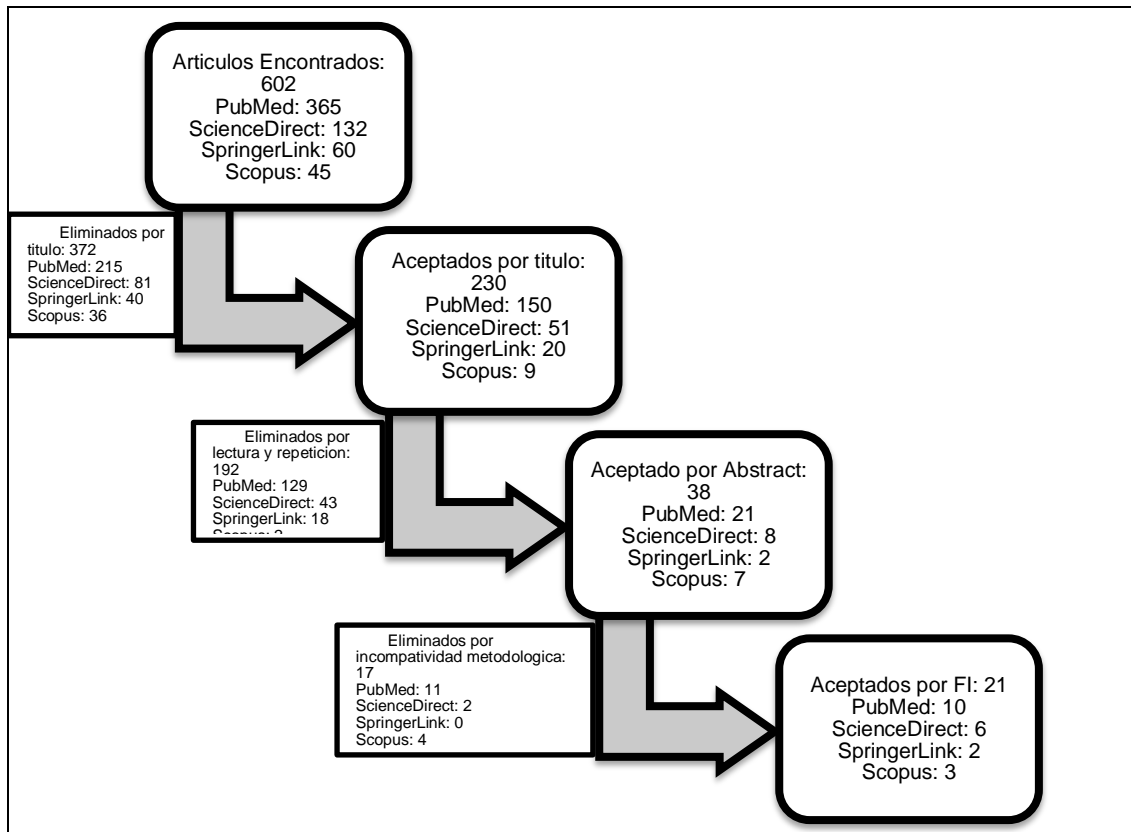 Articulos Encontrados:
602
PubMed: 365
ScienceDirect: 132
SpringerLink: 60
Scopus: 45
Eliminados por
titulo: 372
PubMed: 215
ScienceDirect: 81
SpringerLink: 40
Scopus: 36
Aceptados por titulo:
230
PubMed: 150
ScienceDirect: 51
SpringerLink: 20
Scopus: 9
Eliminados por
lectura y repeticion:
192
PubMed: 129
ScienceDirect: 43
SpringerLink: 18
Aceptado por Abstract:
38
PubMed: 21
ScienceDirect: 8
SpringerLink: 2
Scopus: 7
Eliminados por
incompatividad metodologica:
17
PubMed: 11
ScienceDirect: 2
SpringerLink: 0
Scopus: 4
Aceptados por FI: 21
PubMed: 10
ScienceDirect: 6
SpringerLink: 2
Scopus: 3